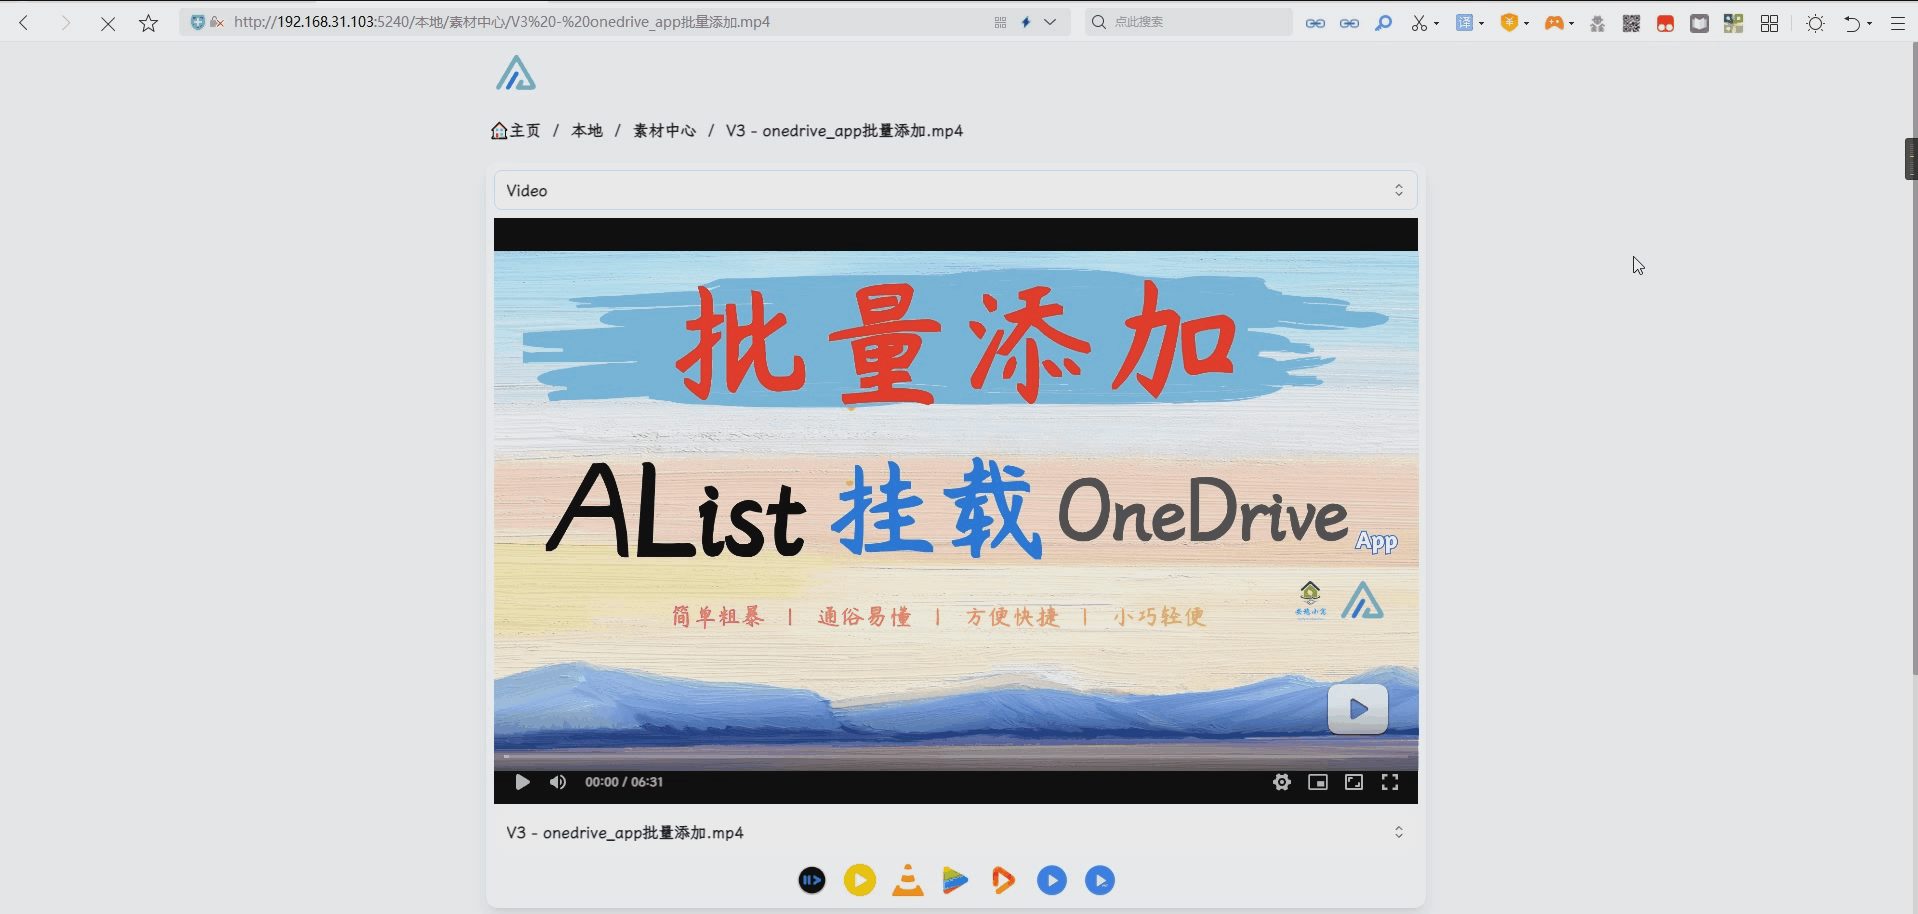 http://192.168.31.103:5240/本地/素材中心/V3%20-%20onedrive_app批量添加.mp4
点此搜索
译
主页 / 本地 / 素材中心 / V3 - onedrive_app批量添加.mp4
Video
批量添加
AList 挂载 OneDrive App
简单粗暴 | 通俗易懂 | 方便快捷 | 小巧轻便
00:00 / 06:31
V3 - onedrive_app批量添加.mp4